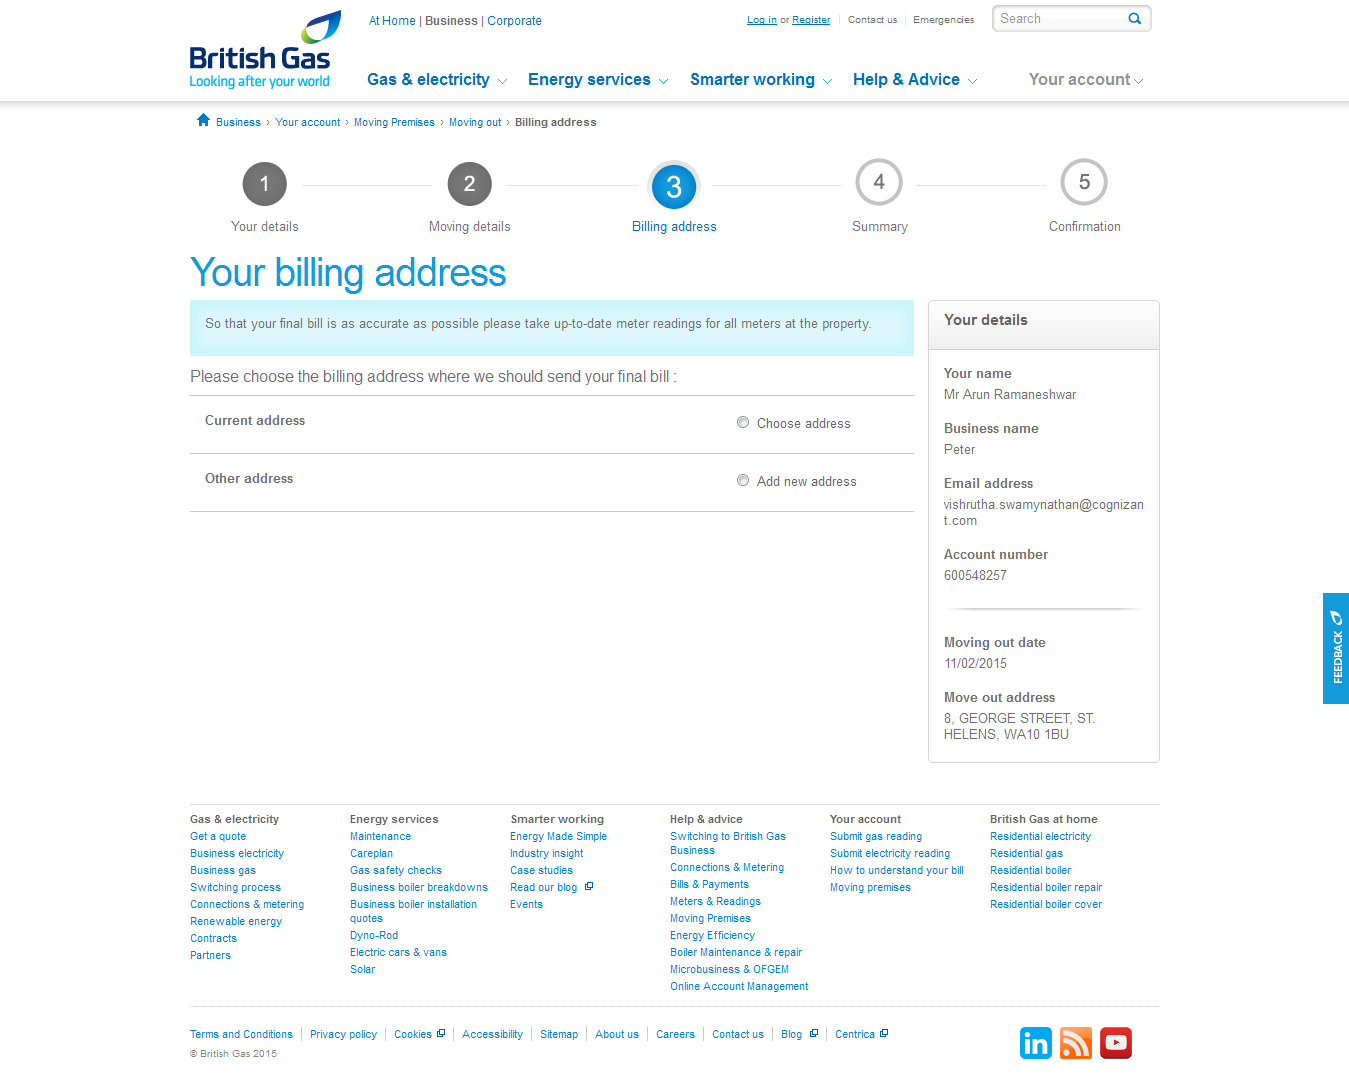 At Home | Business | Corporate
Log in or Register
Contact us
Emergencies
Search
British Gas
Looking after your world
Gas & electricity
Energy services
Smarter working
Help & Advice
Your account
Business › Your account › Moving Premises › Moving out › Billing address
1
2
3
4
5
Your details
Moving details
Billing address
Summary
Confirmation
Your billing address
So that your final bill is as accurate as possible please take up-to-date meter readings for all meters at the property.
Please choose the billing address where we should send your final bill :
Current address
Choose address
Other address
Add new address
Your details
Your name
Mr Arun Ramaneshwar
Business name
Peter
Email address
vishrutha.swamynathan@cognizan
t.com
Account number
600548257
Moving out date
11/02/2015
Move out address
8, GEORGE STREET, ST.
HELENS, WA10 1BU
FEEDBACK
Gas & electricity
Get a quote
Business electricity
Business gas
Switching process
Connections & metering
Renewable energy
Contracts
Partners
Energy services
Maintenance
Careplan
Gas safety checks
Business boiler breakdowns
Business boiler installation
quotes
Dyno-Rod
Electric cars & vans
Solar
Smarter working
Energy Made Simple
Industry insight
Case studies
Read our blog
Events
Help & advice
Switching to British Gas
Business
Connections & Metering
Bills & Payments
Meters & Readings
Moving Premises
Energy Efficiency
Boiler Maintenance & repair
Microbusiness & OFGEM
Online Account Management
Your account
Submit gas reading
Submit electricity reading
How to understand your bill
Moving premises
British Gas at home
Residential electricity
Residential gas
Residential boiler
Residential boiler repair
Residential boiler cover
Terms and Conditions
Privacy policy
Cookies
Accessibility
Sitemap
About us
Careers
Contact us
Blog
Centrica
© British Gas 2015
in